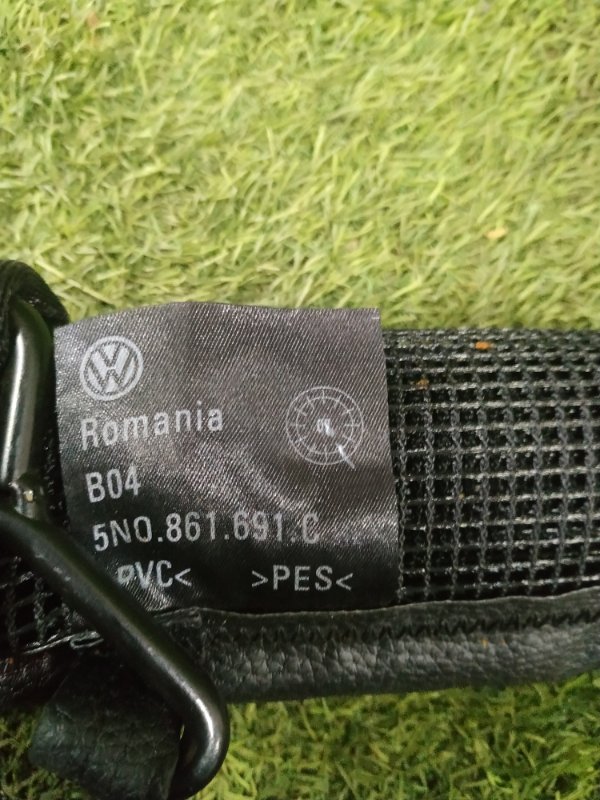 Romania
B04
5N0.861.691.C
PVC< >PES<